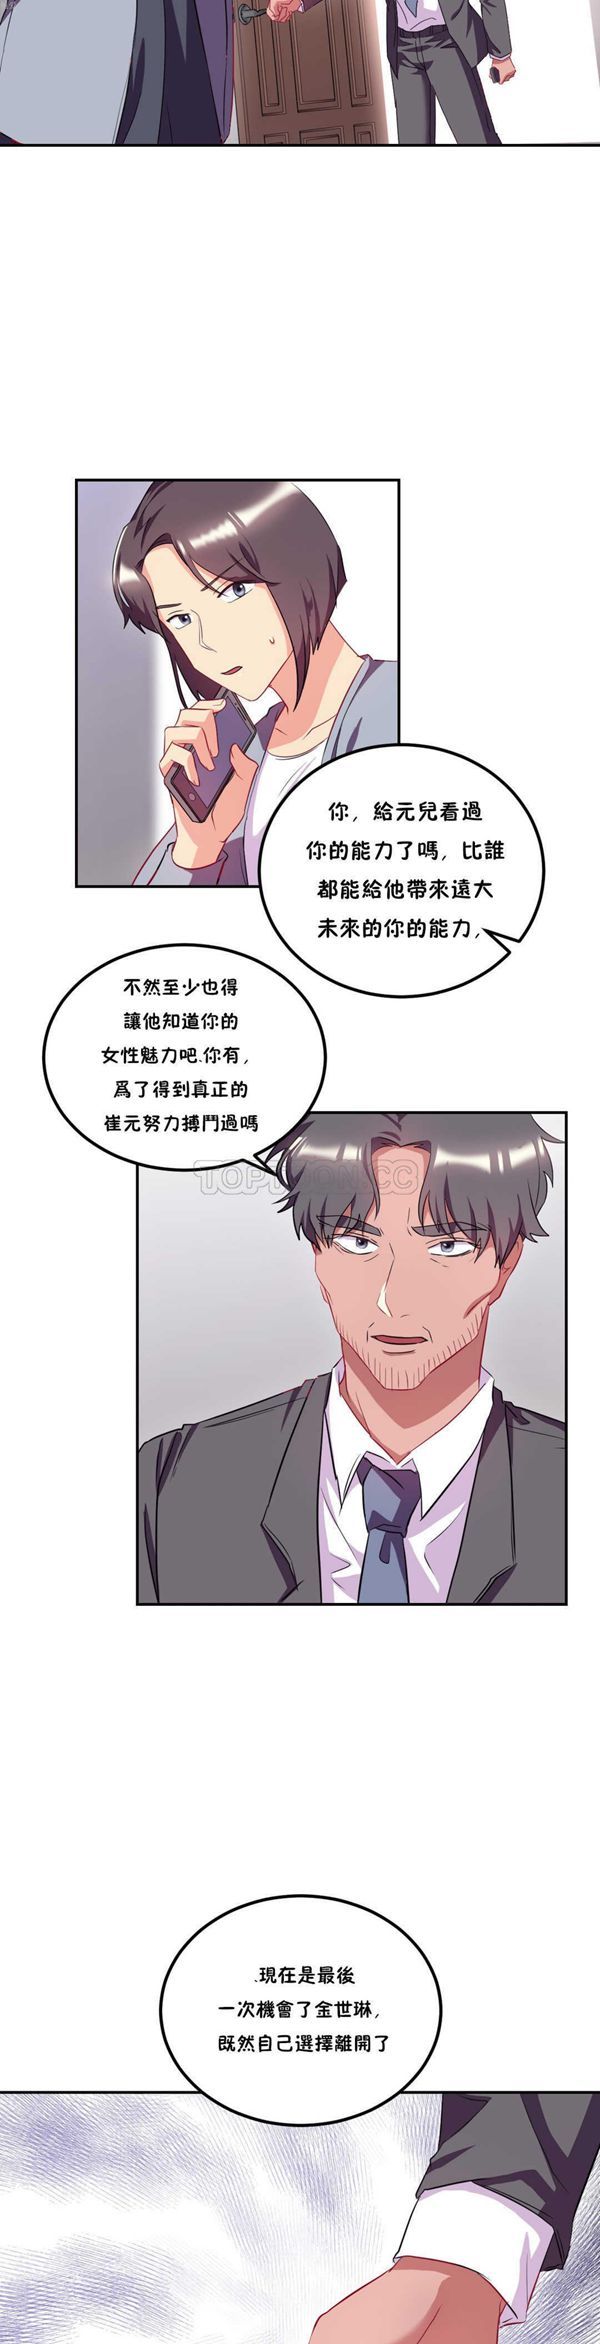 你，給元兒看過
你的能力了嗎，比誰
都能給他帶來遠大
未來的你的能力，
不然至少也得
讓他知道你的
女性魅力吧.你有，
爲了得到真正的
崔元努力搏鬥過嗎
TOPTOON.CC
.現在是最後
一次機會了金世琳，
既然自己選擇離開了